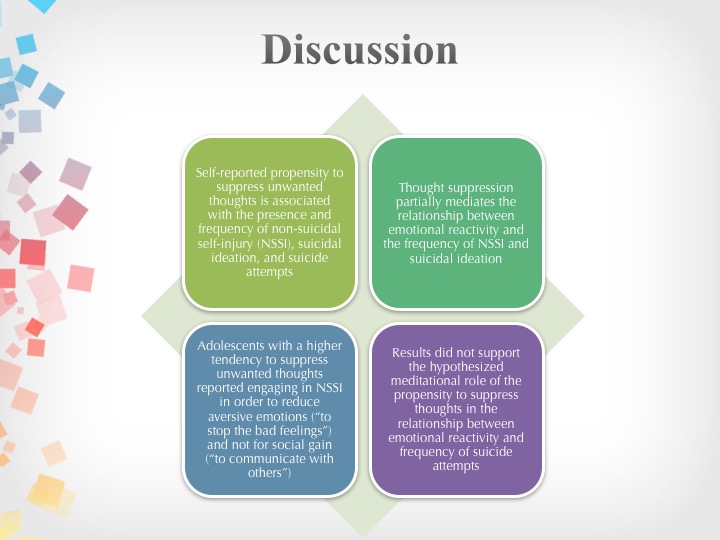 Discussion
Self-reported propensity to
suppress unwanted
thoughts is associated
with the presence and
frequency of non-suicidal
self-injury (NSSI), suicidal
ideation, and suicide
attempts
Thought suppression
partially mediates the
relationship between
emotional reactivity and
the frequency of NSSI and
suicidal ideation
Adolescents with a higher
tendency to suppress
unwanted thoughts
reported engaging in NSSI
in order to reduce
aversive emotions (“to
stop the bad feelings”)
and not for social gain
(“to communicate with
others”)
Results did not support
the hypothesized
meditational role of the
propensity to suppress
thoughts in the
relationship between
emotional reactivity and
frequency of suicide
attempts